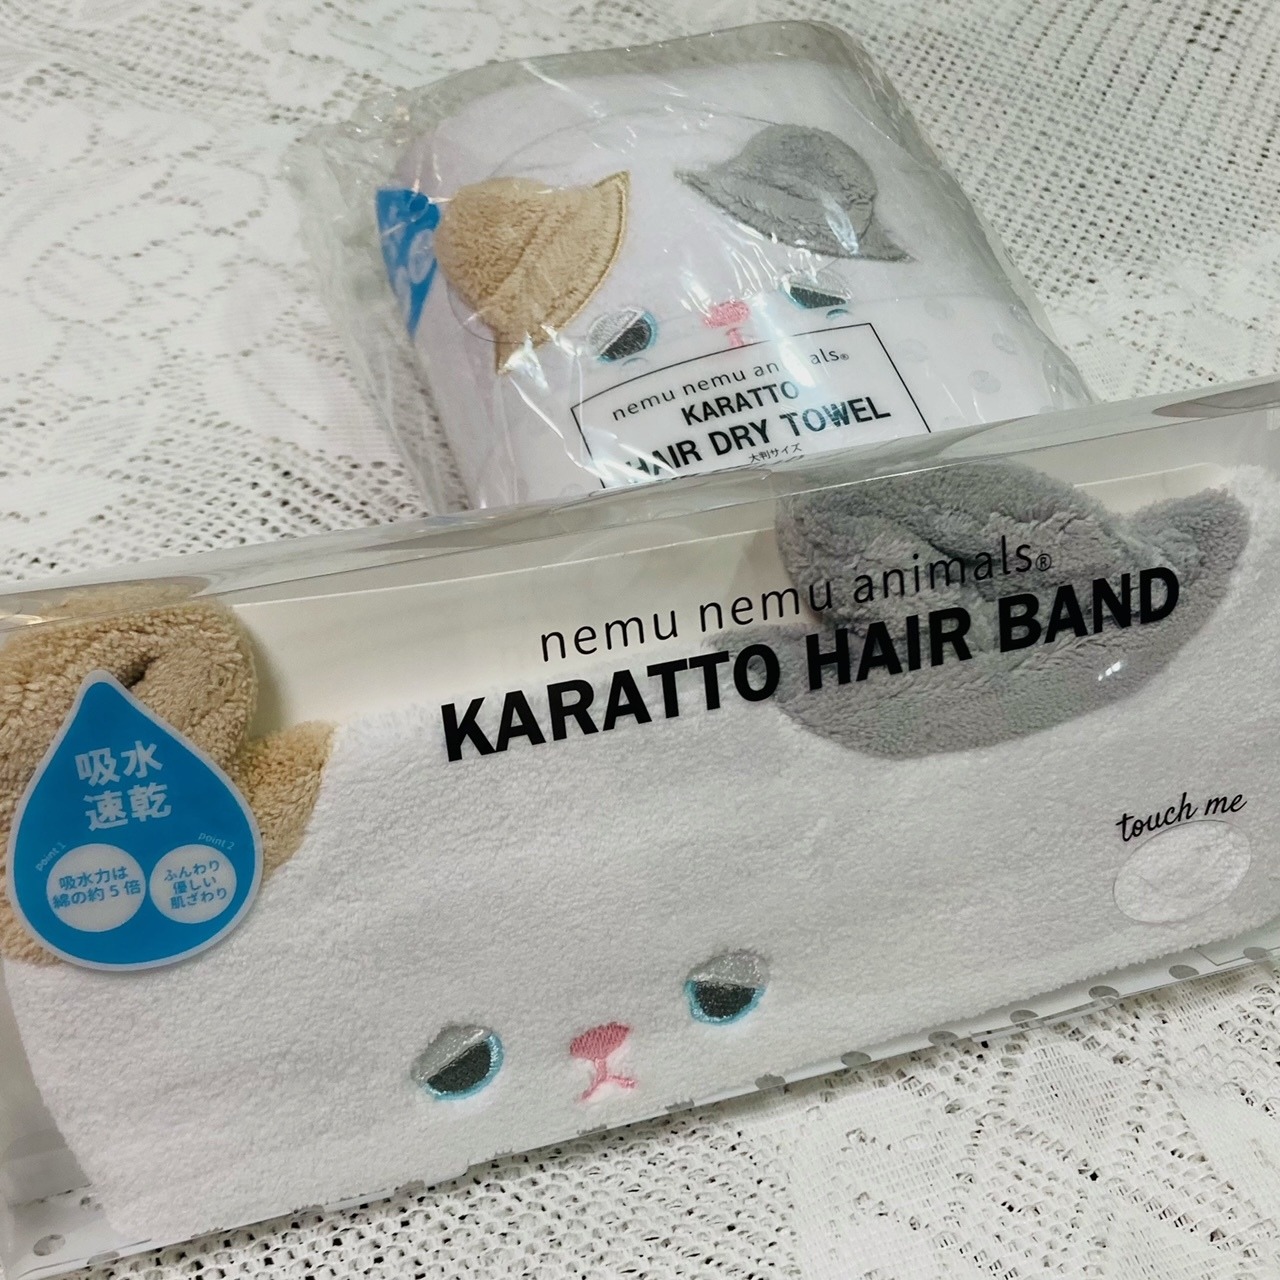 nemu nemu animals®
KARATTO
HAIR DRY TOWEL
大判サイズ
nemu nemu animals®
KARATTO HAIR BAND
吸水
速乾
point 1
吸水力は
綿の約5倍
point 2
ふんわり
優しい
肌ざわり
touch me